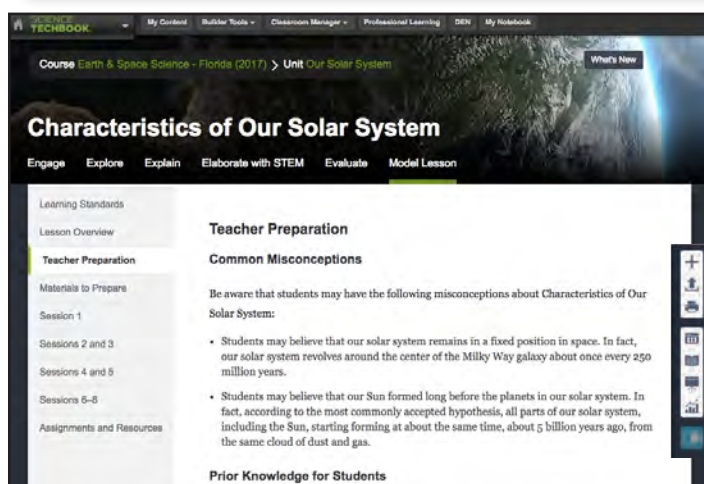 SCIENCE
TECHBOOK
My Content Builder Tools Classroom Manager Professional Learning DEN My Notebook
Course Earth & Space Science - Florida (2017) > Unit Our Solar System
What's New
Characteristics of Our Solar System
Engage Explore Explain Elaborate with STEM Evaluate Model Lesson
Learning Standards
Lesson Overview
Teacher Preparation
Materials to Prepare
Session 1
Sessions 2 and 3
Sessions 4 and 5
Sessions 6–8
Assignments and Resources
Teacher Preparation
Common Misconceptions
Be aware that students may have the following misconceptions about Characteristics of Our
Solar System:
• Students may believe that our solar system remains in a fixed position in space. In fact,
our solar system revolves around the center of the Milky Way galaxy about once every 250
million years.
• Students may believe that our Sun formed long before the planets in our solar system. In
fact, according to the most commonly accepted hypothesis, all parts of our solar system,
including the Sun, starting forming at about the same time, about 5 billion years ago, from
the same cloud of dust and gas.
Prior Knowledge for Students